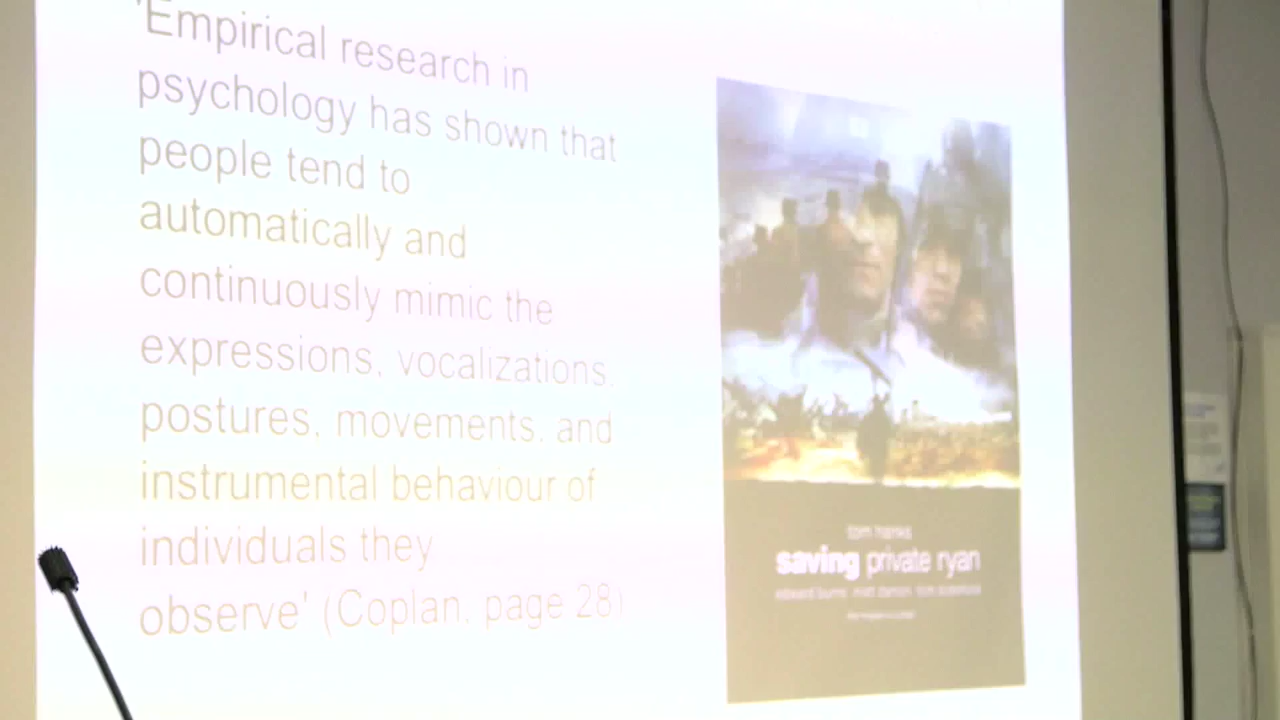 'Empirical research in
psychology has shown that
people tend to
automatically and
continuously mimic the
expressions, vocalizations,
postures, movements, and
instrumental behaviour of
individuals they
observe' (Coplan, page 28)
tom hanks
saving private ryan
edward burns matt damon tom sizemore